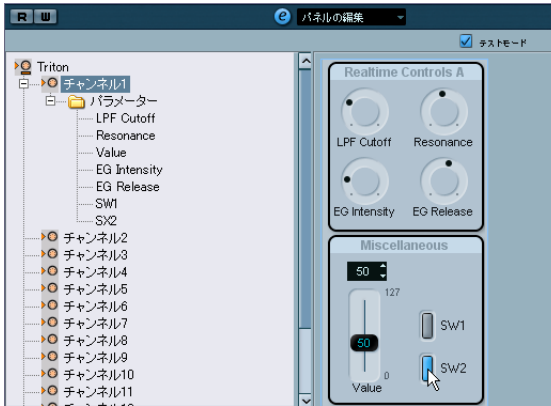 R W
パネルの編集
テストモード
Triton
チャンネル1
パラメーター
LPF Cutoff
Resonance
Value
EG Intensity
EG Release
SW1
SX2
チャンネル2
チャンネル3
チャンネル4
チャンネル5
チャンネル6
チャンネル7
チャンネル8
チャンネル9
チャンネル10
チャンネル11
Realtime Controls A
LPF Cutoff Resonance
EG Intensity EG Release
Miscellaneous
50
127
50
0
Value
SW1
SW2